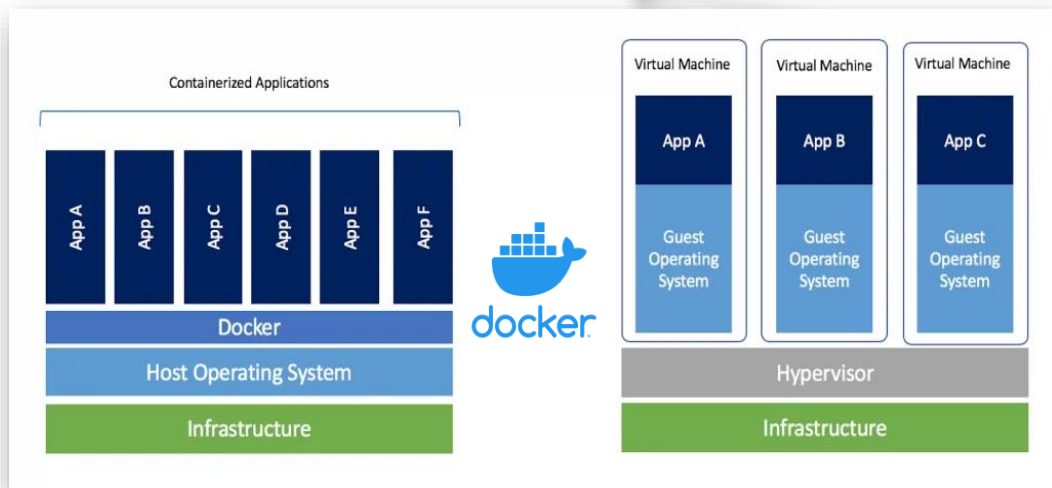 Containerized Applications
App A
App B
App C
App D
App E
App F
Docker
Host Operating System
Infrastructure
docker
Virtual Machine
App A
Guest
Operating
System
Virtual Machine
App B
Guest
Operating
System
Virtual Machine
App C
Guest
Operating
System
Hypervisor
Infrastructure